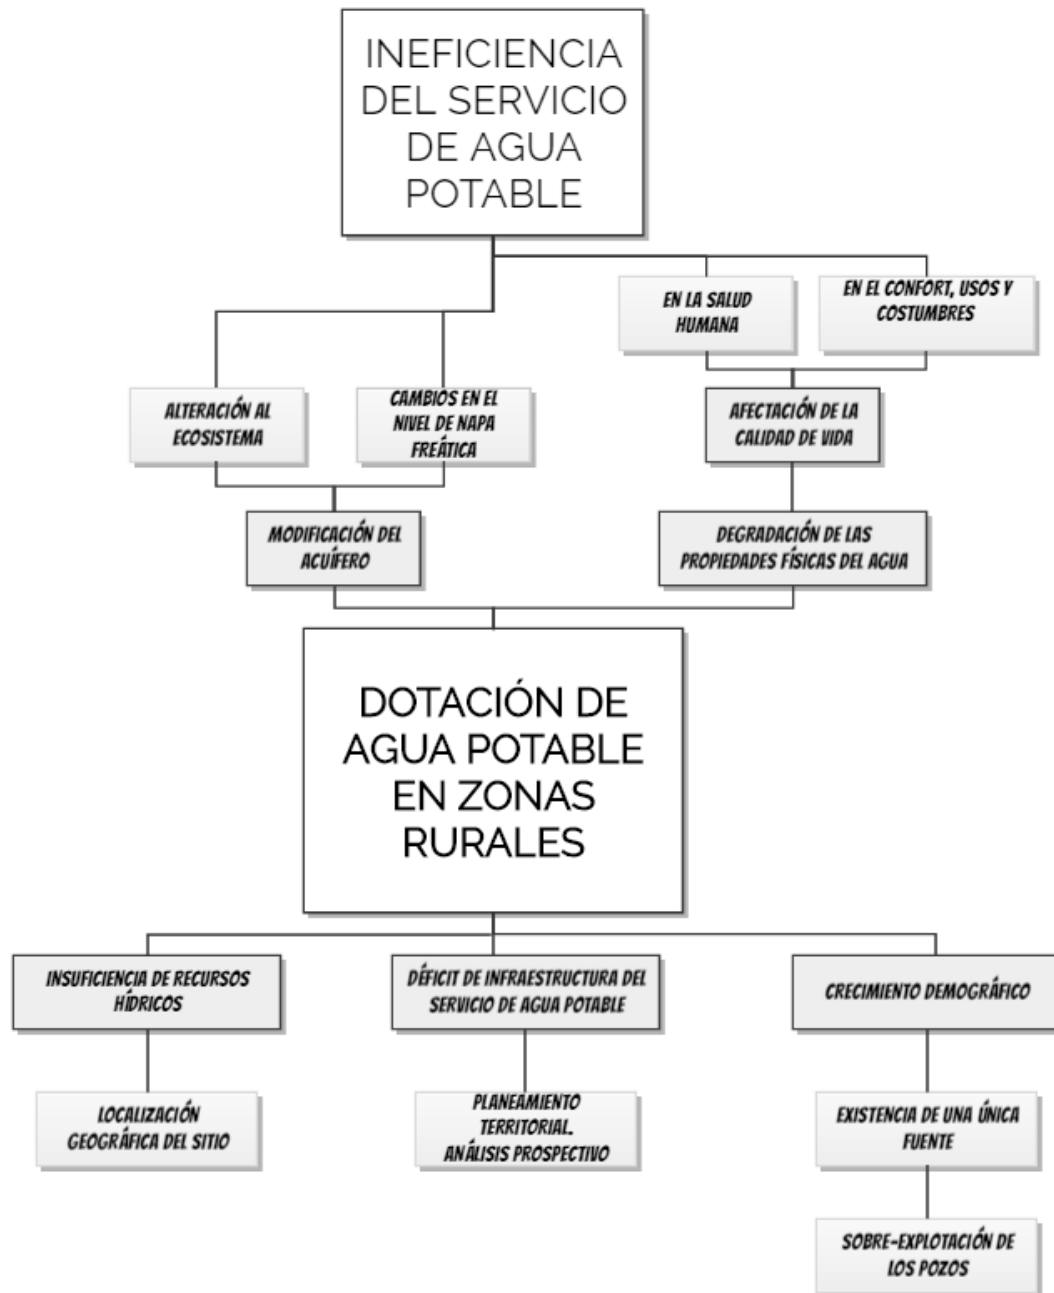 INEFICIENCIA
DEL SERVICIO
DE AGUA
POTABLE
EN LA SALUD
HUMANA
EN EL CONFORT, USOS Y
COSTUMBRES
ALTERACIÓN AL
ECOSISTEMA
CAMBIOS EN EL
NIVEL DE NAPA
FREÁTICA
AFECTACIÓN DE LA
CALIDAD DE VIDA
MODIFICACIÓN DEL
ACUÍFERO
DEGRADACIÓN DE LAS
PROPIEDADES FÍSICAS DEL AGUA
DOTACIÓN DE
AGUA POTABLE
EN ZONAS
RURALES
INSUFICIENCIA DE RECURSOS
HÍDRICOS
DÉFICIT DE INFRAESTRUCTURA DEL
SERVICIO DE AGUA POTABLE
CRECIMIENTO DEMOGRÁFICO
LOCALIZACIÓN
GEOGRÁFICA DEL SITIO
PLANEAMIENTO
TERRITORIAL.
ANÁLISIS PROSPECTIVO
EXISTENCIA DE UNA ÚNICA
FUENTE
SOBRE-EXPLOTACIÓN DE
LOS POZOS